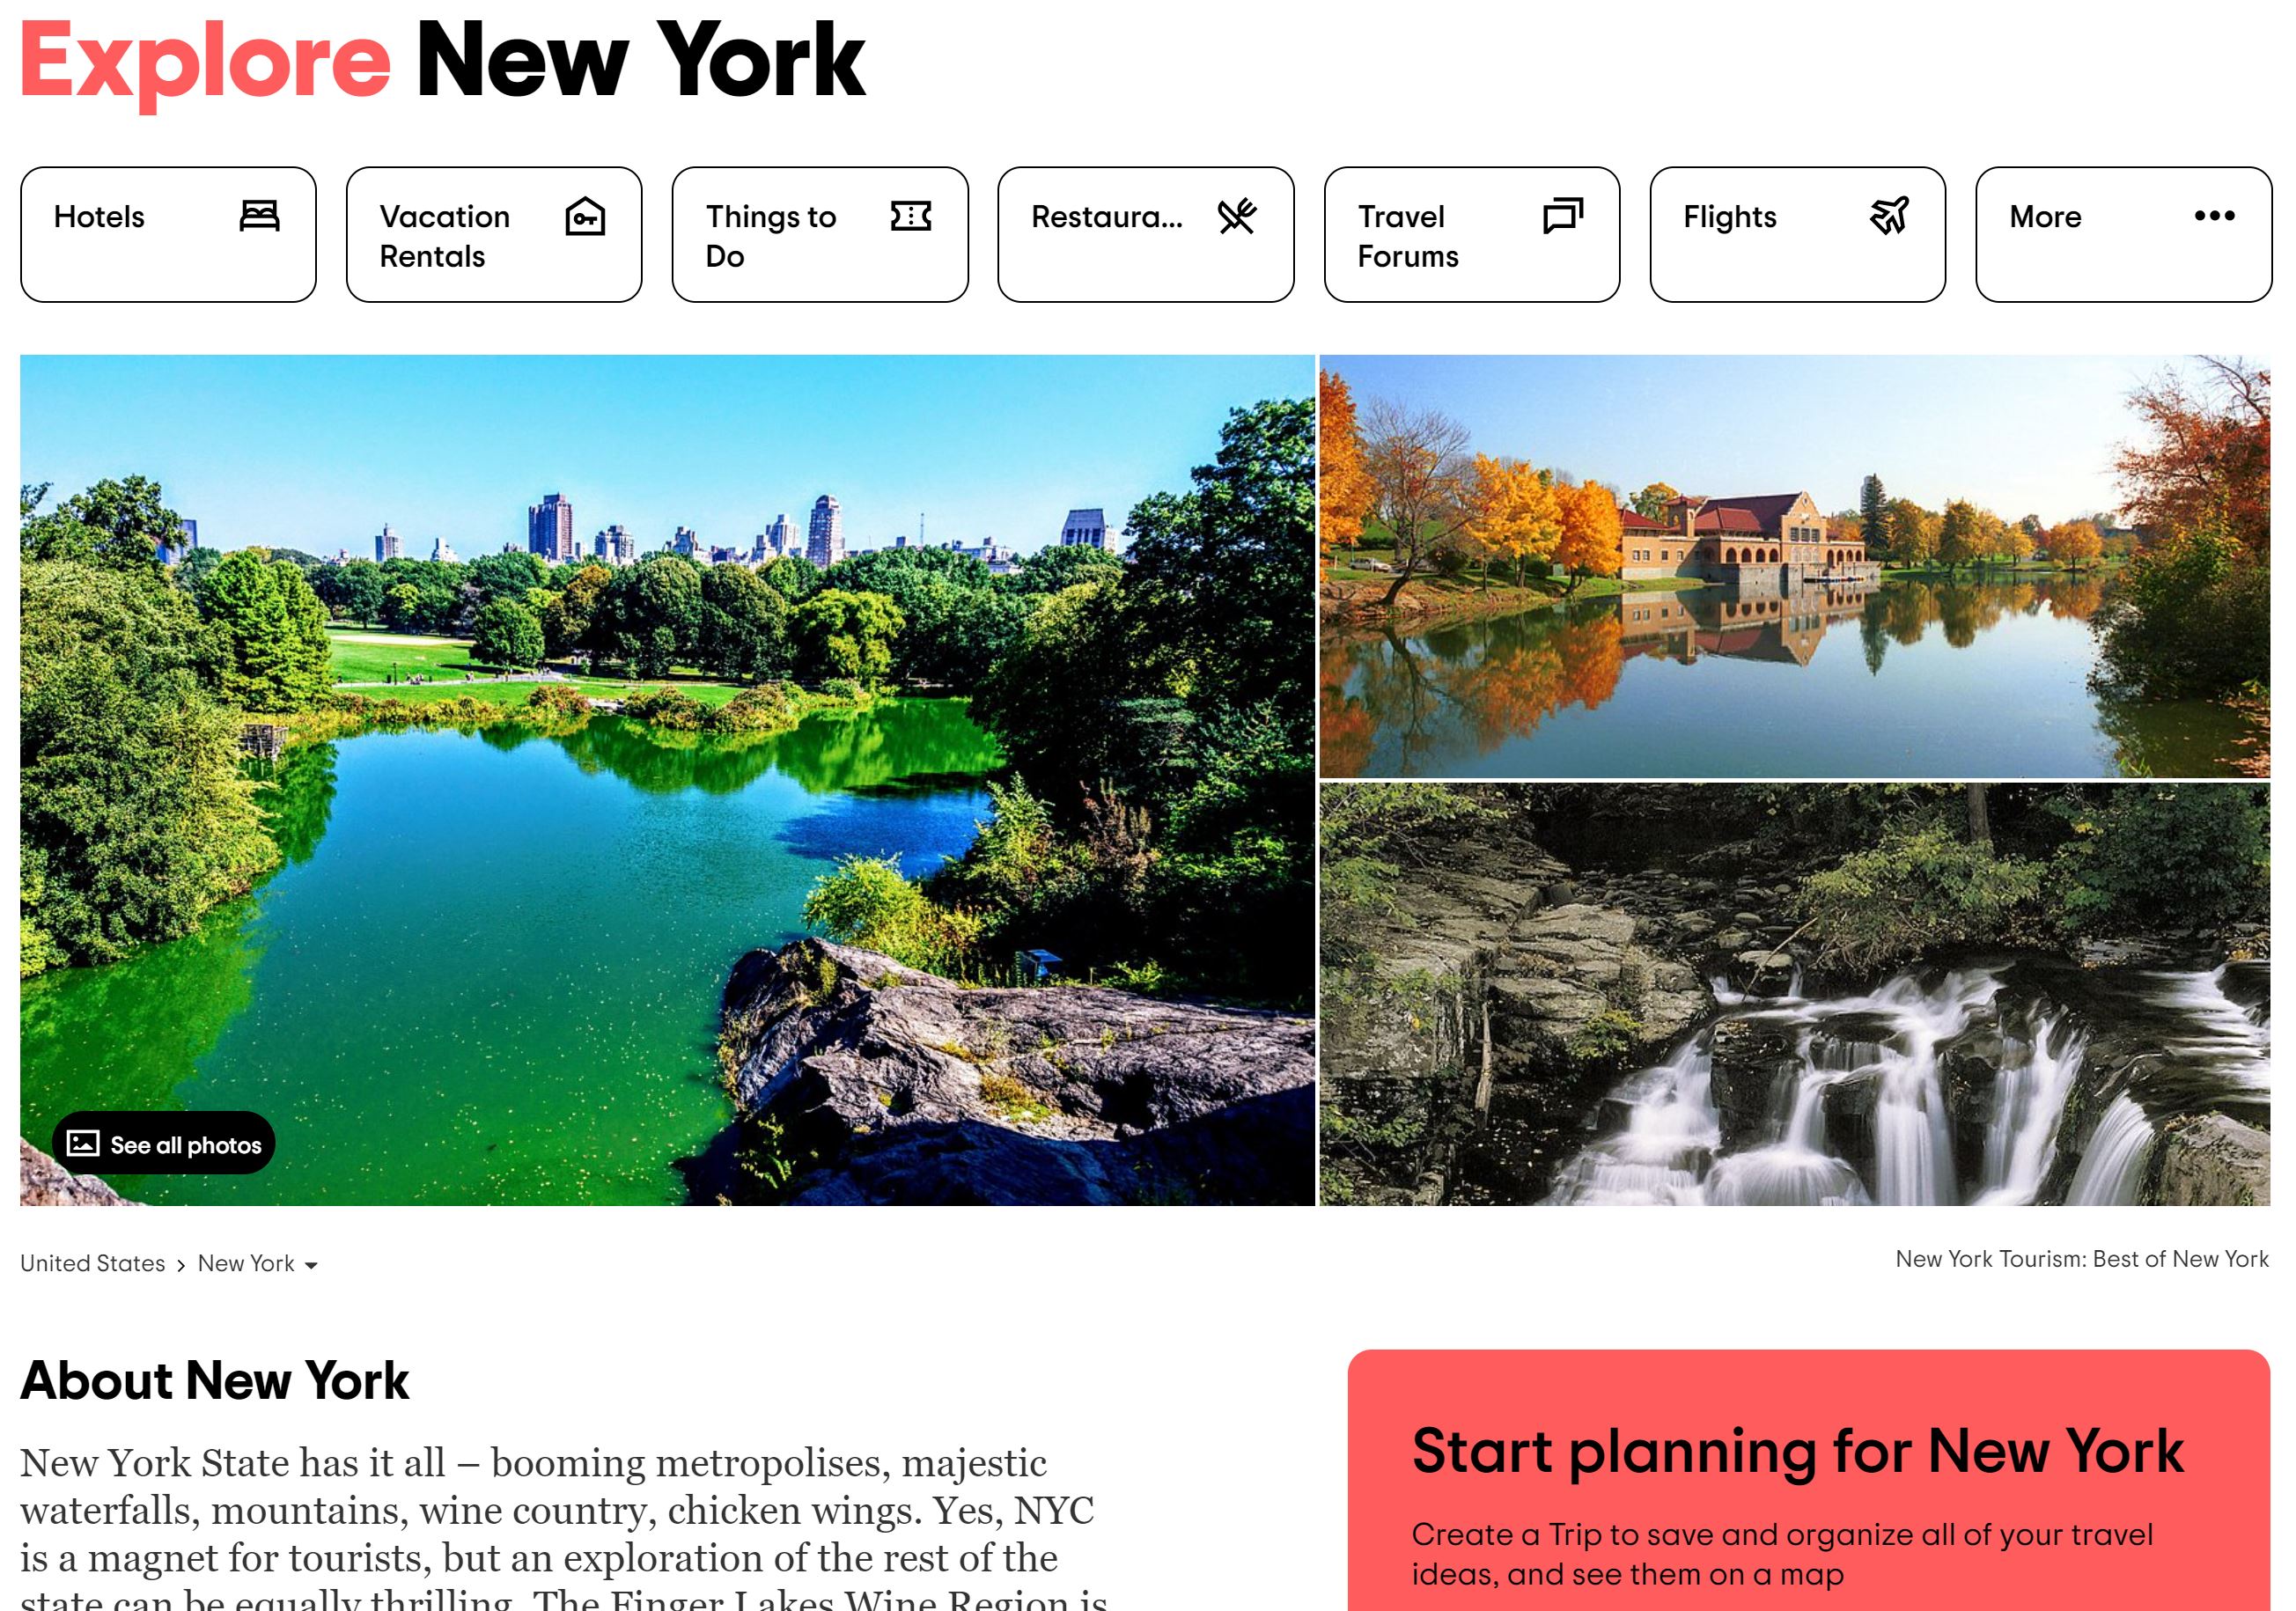 Explore New York
Hotels
Vacation
Rentals
Things to
Do
Restaura...
Travel
Forums
Flights
More
See all photos
United States > New York
New York Tourism: Best of New York
About New York
New York State has it all – booming metropolises, majestic
waterfalls, mountains, wine country, chicken wings. Yes, NYC
is a magnet for tourists, but an exploration of the rest of the
state can be equally thrilling. The Finger Lakes Wine Region is
Start planning for New York
Create a Trip to save and organize all of your travel
ideas, and see them on a map